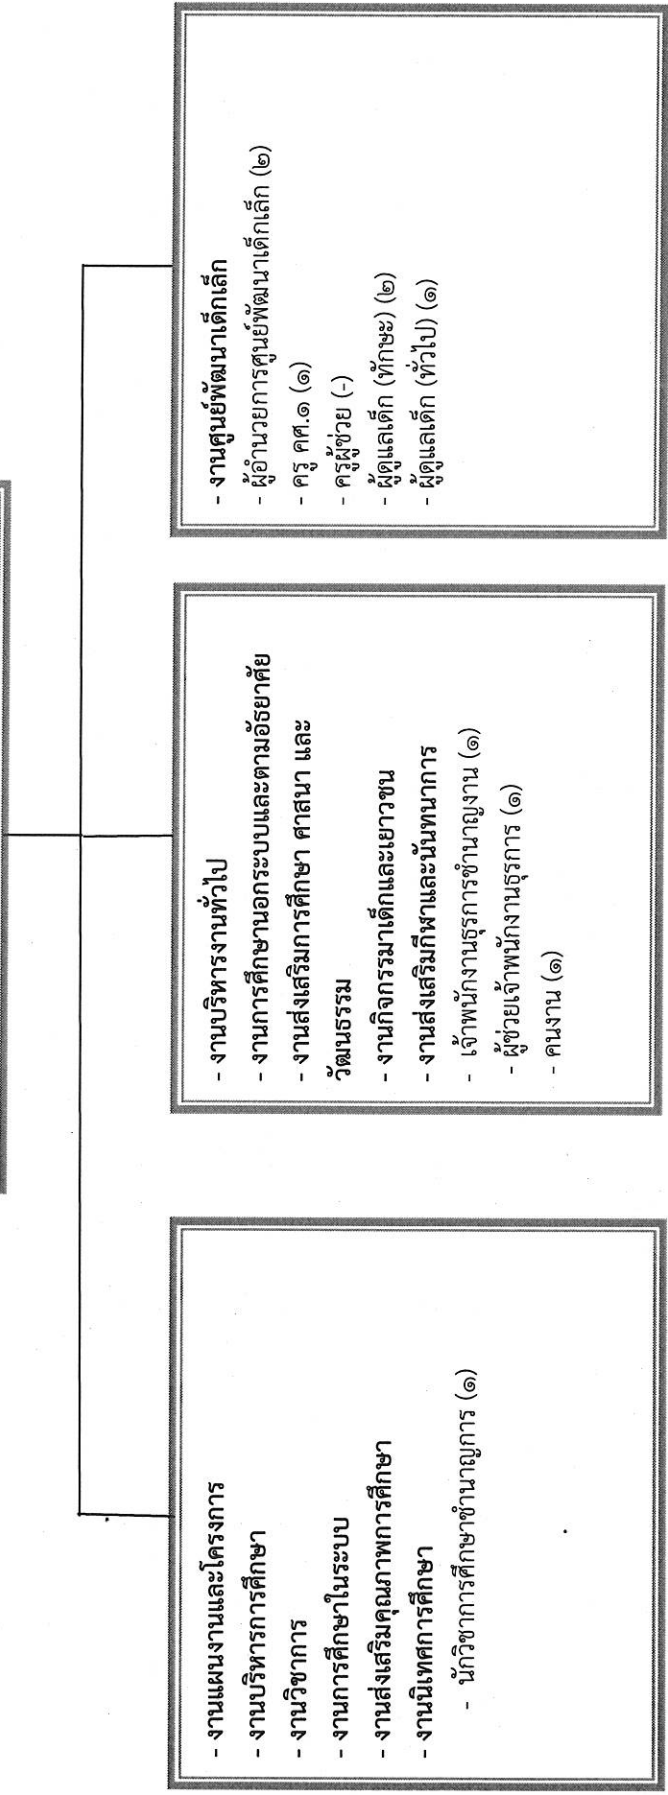 - งานแผนงานและโครงการ
- งานบริหารการศึกษา
- งานวิชาการ
- งานการศึกษาในระบบ
- งานส่งเสริมคุณภาพการศึกษา
- งานนิเทศการศึกษา
- นักวิชาการศึกษาชำนาญการ (๑)
- งานบริหารงานทั่วไป
- งานการศึกษานอกระบบและตามอัธยาศัย
- งานส่งเสริมการศึกษา ศาสนา และ
วัฒนธรรม
- งานกิจกรรมาเด็กและเยาวชน
- งานส่งเสริมกีฬาและนันทนาการ
- เจ้าพนักงานธุรการชำนาญงาน (๑)
- ผู้ช่วยเจ้าพนักงานธุรการ (๑)
- คนงาน (๑)
- งานศูนย์พัฒนาเด็กเล็ก
- ผู้อำนวยการศูนย์พัฒนาเด็กเล็ก (๒)
- ครู คศ.๑ (๑)
- ครูผู้ช่วย (-)
- ผู้ดูแลเด็ก (ทักษะ) (๒)
- ผู้ดูแลเด็ก (ทั่วไป) (๑)